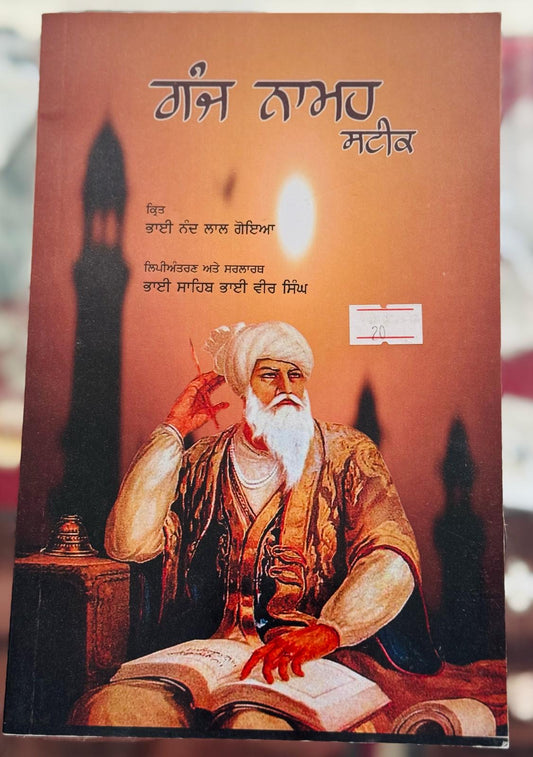 ਗੰਜ ਨਾਮਹ
ਸਟੀਕ
ਕ੍ਰਿਤ
ਭਾਈ ਨੰਦ ਲਾਲ ਗੋਇਆ
ਲਿਪੀਅੰਤਰਣ ਅਤੇ ਸਰਲਾਰਥ
ਭਾਈ ਸਾਹਿਬ ਭਾਈ ਵੀਰ ਸਿੰਘ
20